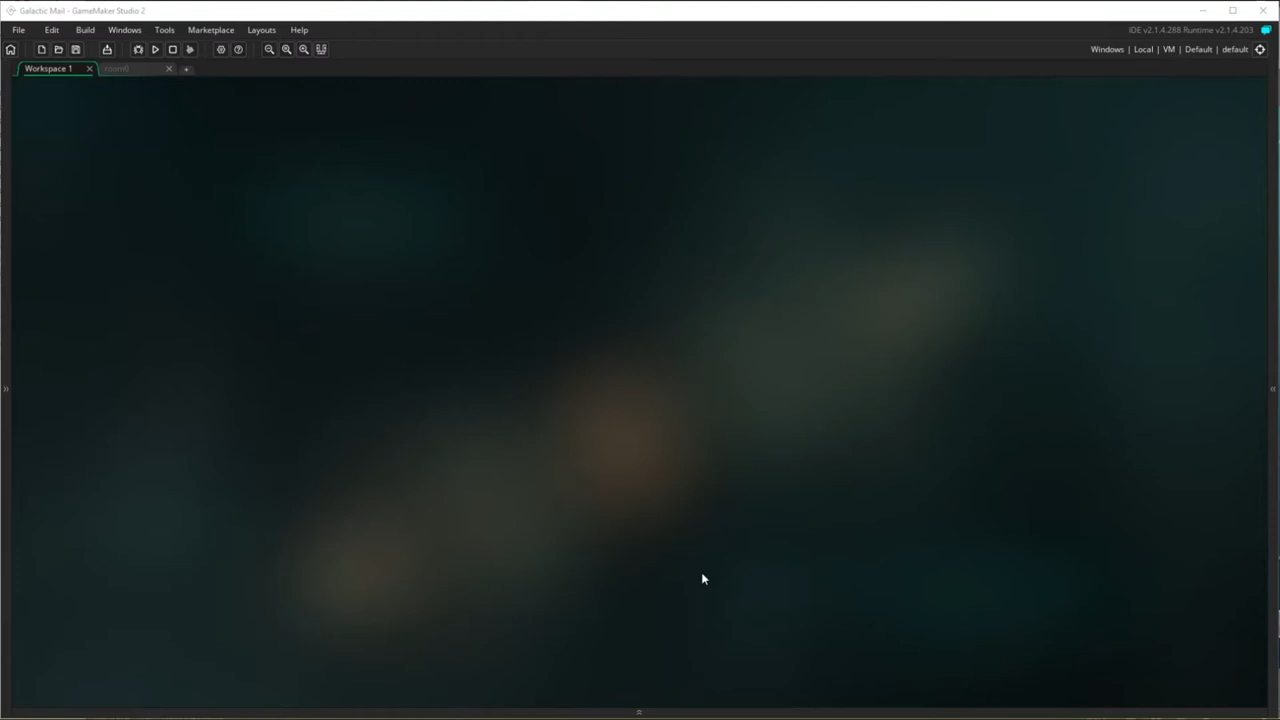 Galactic Mail - GameMaker Studio 2
File Edit Build Windows Tools Marketplace Layouts Help
IDE v2.1.4.288 Runtime v2.1.4.203
Windows | Local | VM | Default | default
Workspace 1
room0